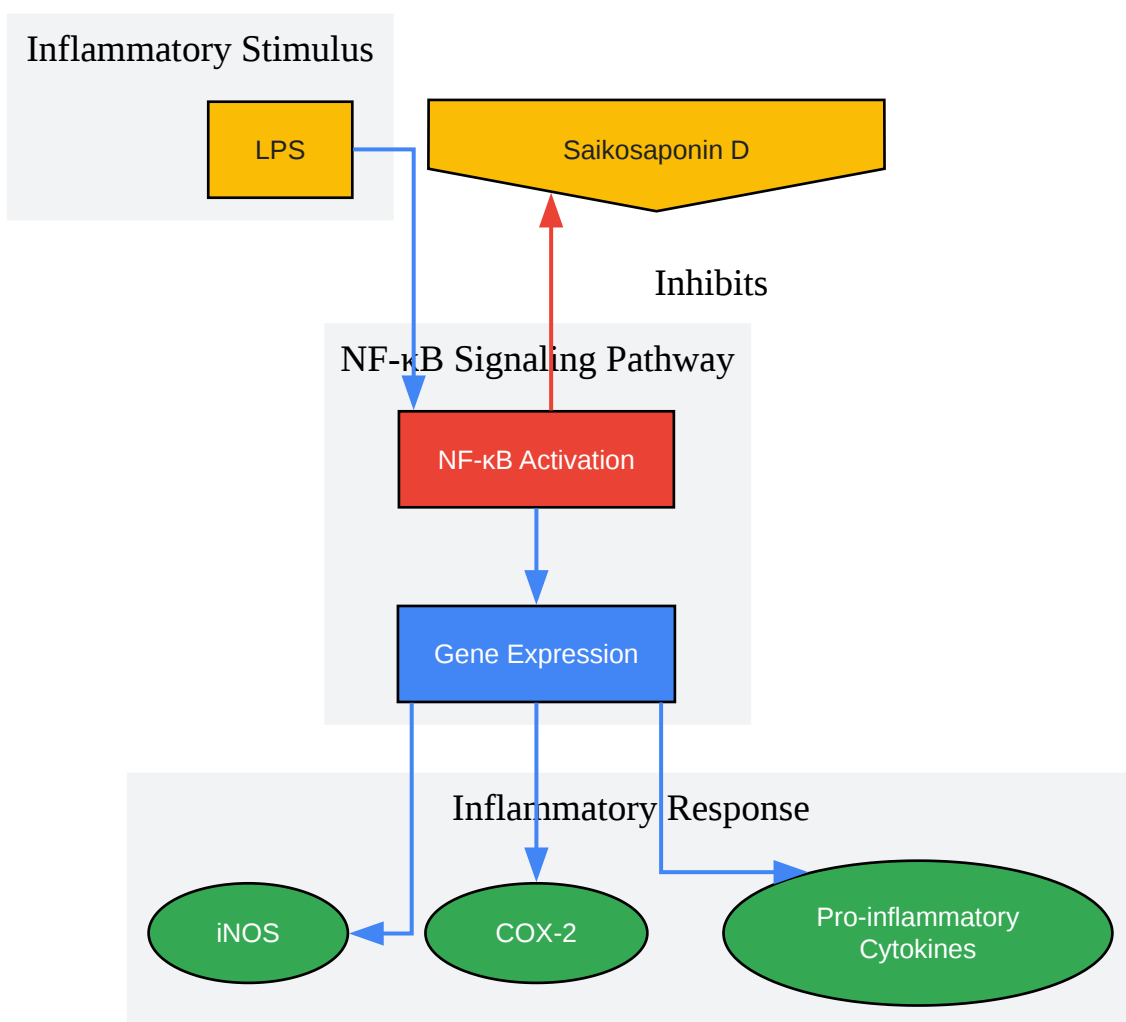 Inflammatory Stimulus
LPS
Saikosaponin D
Inhibits
NF-κB Signaling Pathway
NF-κB Activation
Gene Expression
Inflammatory Response
iNOS
COX-2
Pro-inflammatory
Cytokines